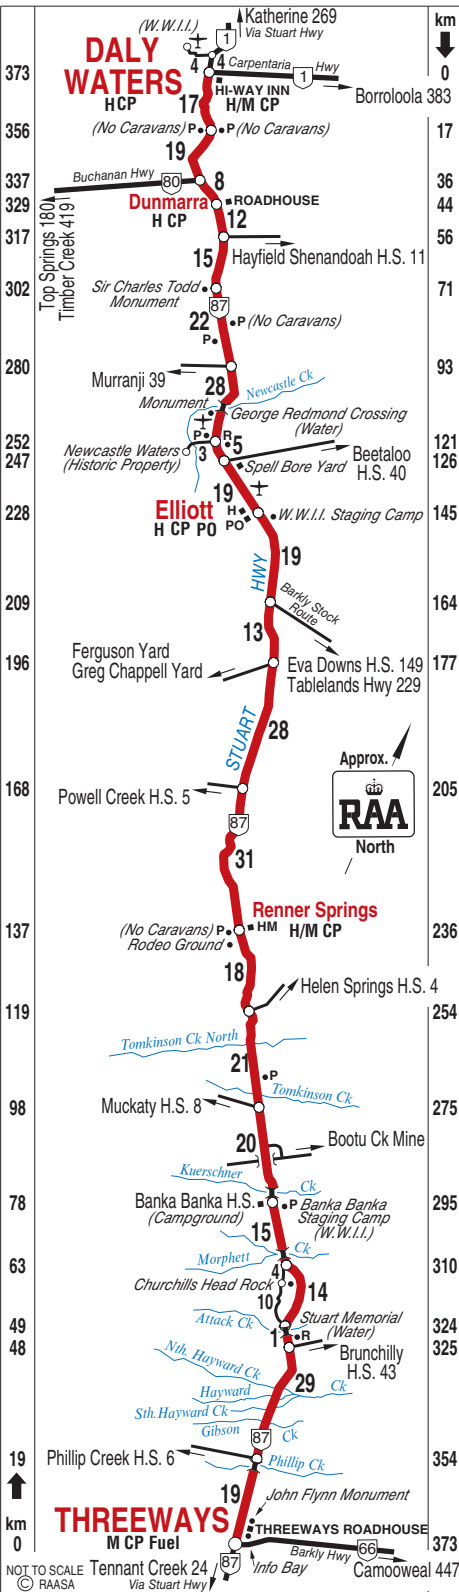 (W.W.I.I.)
Katherine 269
Via Stuart Hwy
km
1
DALY
WATERS
H CP
4
4
Carpentaria Hwy
1
373
0
HI-WAY INN
H/M CP
Borroloola 383
17
356
(No Caravans) P
P (No Caravans)
17
19
337
Buchanan Hwy
80
8
36
329
Dunmarra
H CP
ROADHOUSE
44
Top Springs 180
Timber Creek 419
12
317
56
15
Hayfield Shenandoah H.S. 11
302
Sir Charles Todd
Monument
71
87
22
P (No Caravans)
P
280
93
Murranji 39
28
Newcastle Ck
Monument
George Redmond Crossing
(Water)
252
P
R
121
3
5
Newcastle Waters
(Historic Property)
247
126
Beetaloo
H.S. 40
Spell Bore Yard
19
Elliott
H CP PO
H
PO
228
W.W.I.I. Staging Camp
145
19
HWY
209
Barkly Stock
Route
164
13
Ferguson Yard
Greg Chappell Yard
196
177
Eva Downs H.S. 149
Tablelands Hwy 229
28
STUART
Approx.
RAA
North
168
205
Powell Creek H.S. 5
87
31
Renner Springs
H/M CP
137
(No Caravans) P
HM
236
Rodeo Ground
18
Helen Springs H.S. 4
119
254
Tomkinson Ck North
21
P
Tomkinson Ck
98
275
Muckaty H.S. 8
20
Bootu Ck Mine
Kuerschner Ck
78
Banka Banka H.S.
(Campground)
P Banka Banka
Staging Camp
(W.W.I.I.)
295
15
Morphett Ck
63
310
4
Churchills Head Rock
14
10
Attack Ck
Stuart Memorial
(Water)
49
324
1
R
48
325
Brunchilly
H.S. 43
Nth. Hayward Ck
29
Hayward Ck
Sth. Hayward Ck
Gibson Ck
87
Phillip Creek H.S. 6
19
354
Phillip Ck
19
John Flynn Monument
THREEWAYS
M CP Fuel
THREEWAYS ROADHOUSE
km
0
Barkly Hwy
66
373
NOT TO SCALE
© RAASA
Tennant Creek 24
Via Stuart Hwy
87
Info Bay
Camooweal 447